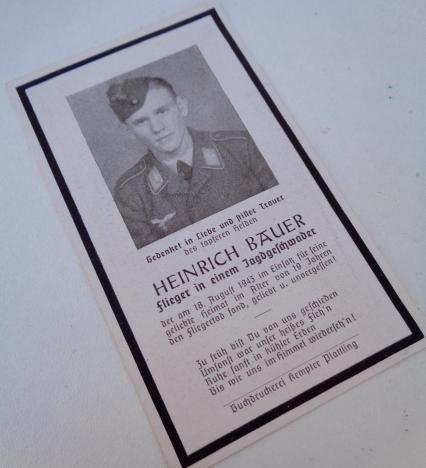 Gedenket in Liebe und stiller Trauer
des tapferen Helden
HEINRICH BAUER
Flieger in einem Jagdgeschwader
der am 18. August 1943 im Einsatz für seine
geliebte Heimat im Alter von 19 Jahren
den Fliegertod fand, geliebt u. unvergessen!
Zu früh bist Du von uns geschieden
Umsonst war unser heißes Fleh'n
Ruhe sanft in kühler Erden
Bis wir uns im Himmel wiederseh'n!
Buchdruckerei Kempter Plattling